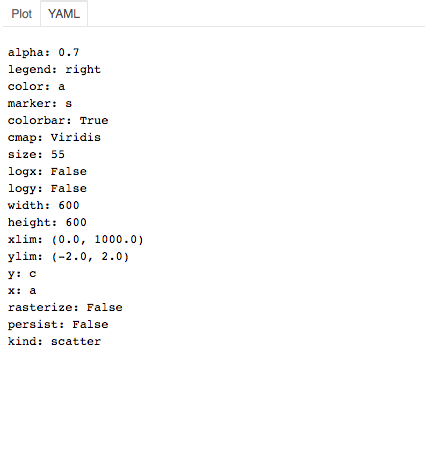 Plot YAML
alpha: 0.7
legend: right
color: a
marker: s
colorbar: True
cmap: Viridis
size: 55
logx: False
logy: False
width: 600
height: 600
xlim: (0.0, 1000.0)
ylim: (-2.0, 2.0)
y: c
x: a
rasterize: False
persist: False
kind: scatter